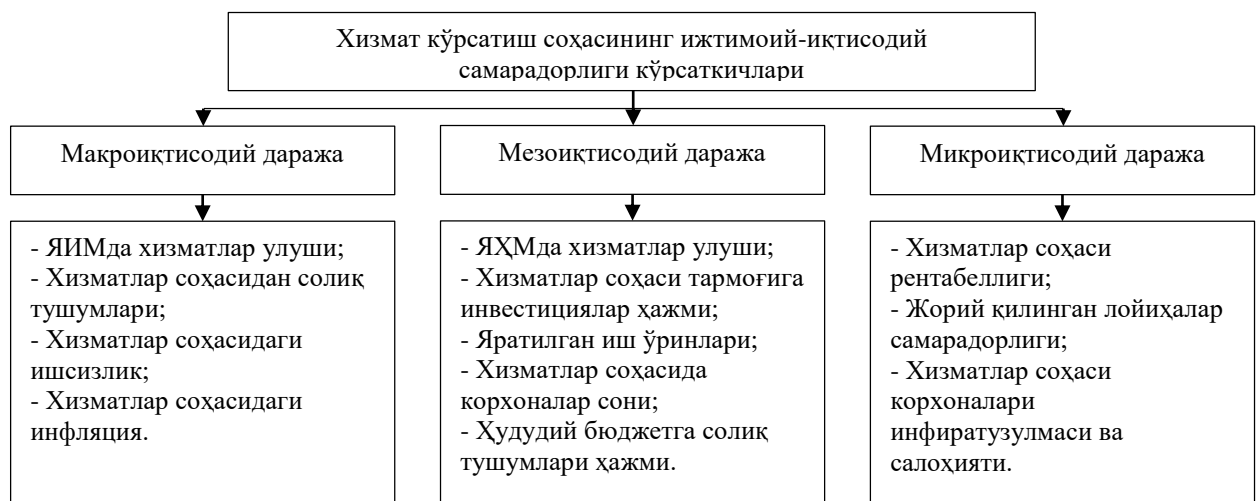 Хизмат кўрсатиш соҳасининг ижтимоий-иқтисодий
самарадорлиги кўрсаткичлари
Макроиқтисодий даража
Мезоиқтисодий даража
Микроиқтисодий даража
- ЯИМда хизматлар улуши;
- Хизматлар соҳасидан солиқ
тушумлари;
- Хизматлар соҳасидаги
ишсизлик;
- Хизматлар соҳасидаги
инфляция.
- ЯҲМда хизматлар улуши;
- Хизматлар соҳаси тармоғига
инвестициялар ҳажми;
- Яратилган иш ўринлари;
- Хизматлар соҳасида
корхоналар сони;
- Ҳудудий бюджетга солиқ
тушумлари ҳажми.
- Хизматлар соҳаси
рентабеллиги;
- Жорий қилинган лойиҳалар
самарадорлиги;
- Хизматлар соҳаси
корхоналари
инфиратузулмаси ва
салоҳияти.